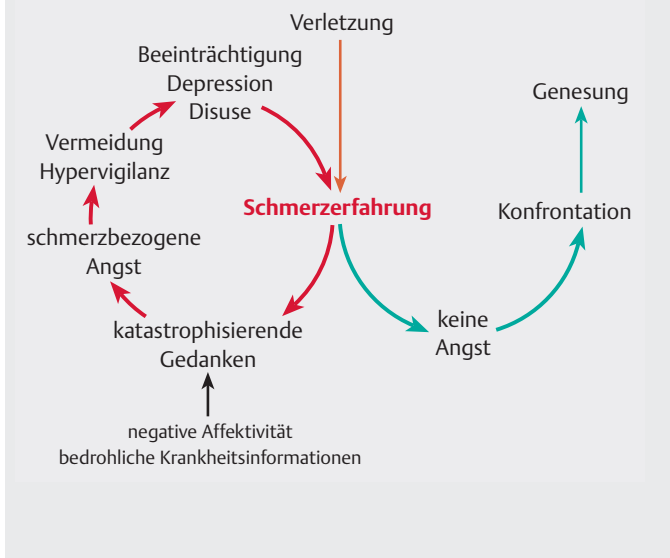 Verletzung
Beeinträchtigung
Depression
Disuse
Genesung
Vermeidung
Hypervigilanz
Schmerzerfahrung
Konfrontation
schmerzbezogene
Angst
katastrophisierende
Gedanken
keine
Angst
negative Affektivität
bedrohliche Krankheitsinformationen